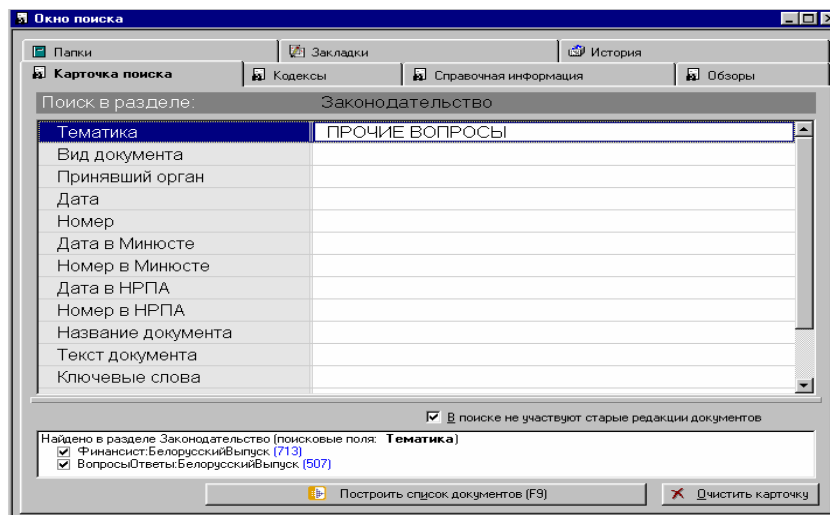 Окно поиска
Папки Закладки История
Карточка поиска Кодексы Справочная информация Обзоры
Поиск в разделе: Законодательство
Тематика ПРОЧИЕ ВОПРОСЫ
Вид документа
Принявший орган
Дата
Номер
Дата в Минюсте
Номер в Минюсте
Дата в НРПА
Номер в НРПА
Название документа
Текст документа
Ключевые слова
В поиске не участвуют старые редакции документов
Найдено в разделе Законодательство (поисковые поля: Тематика)
Финансист:БелорусскийВыпуск (713)
ВопросыОтветы:БелорусскийВыпуск (507)
Построить список документов (F9) Очистить карточку